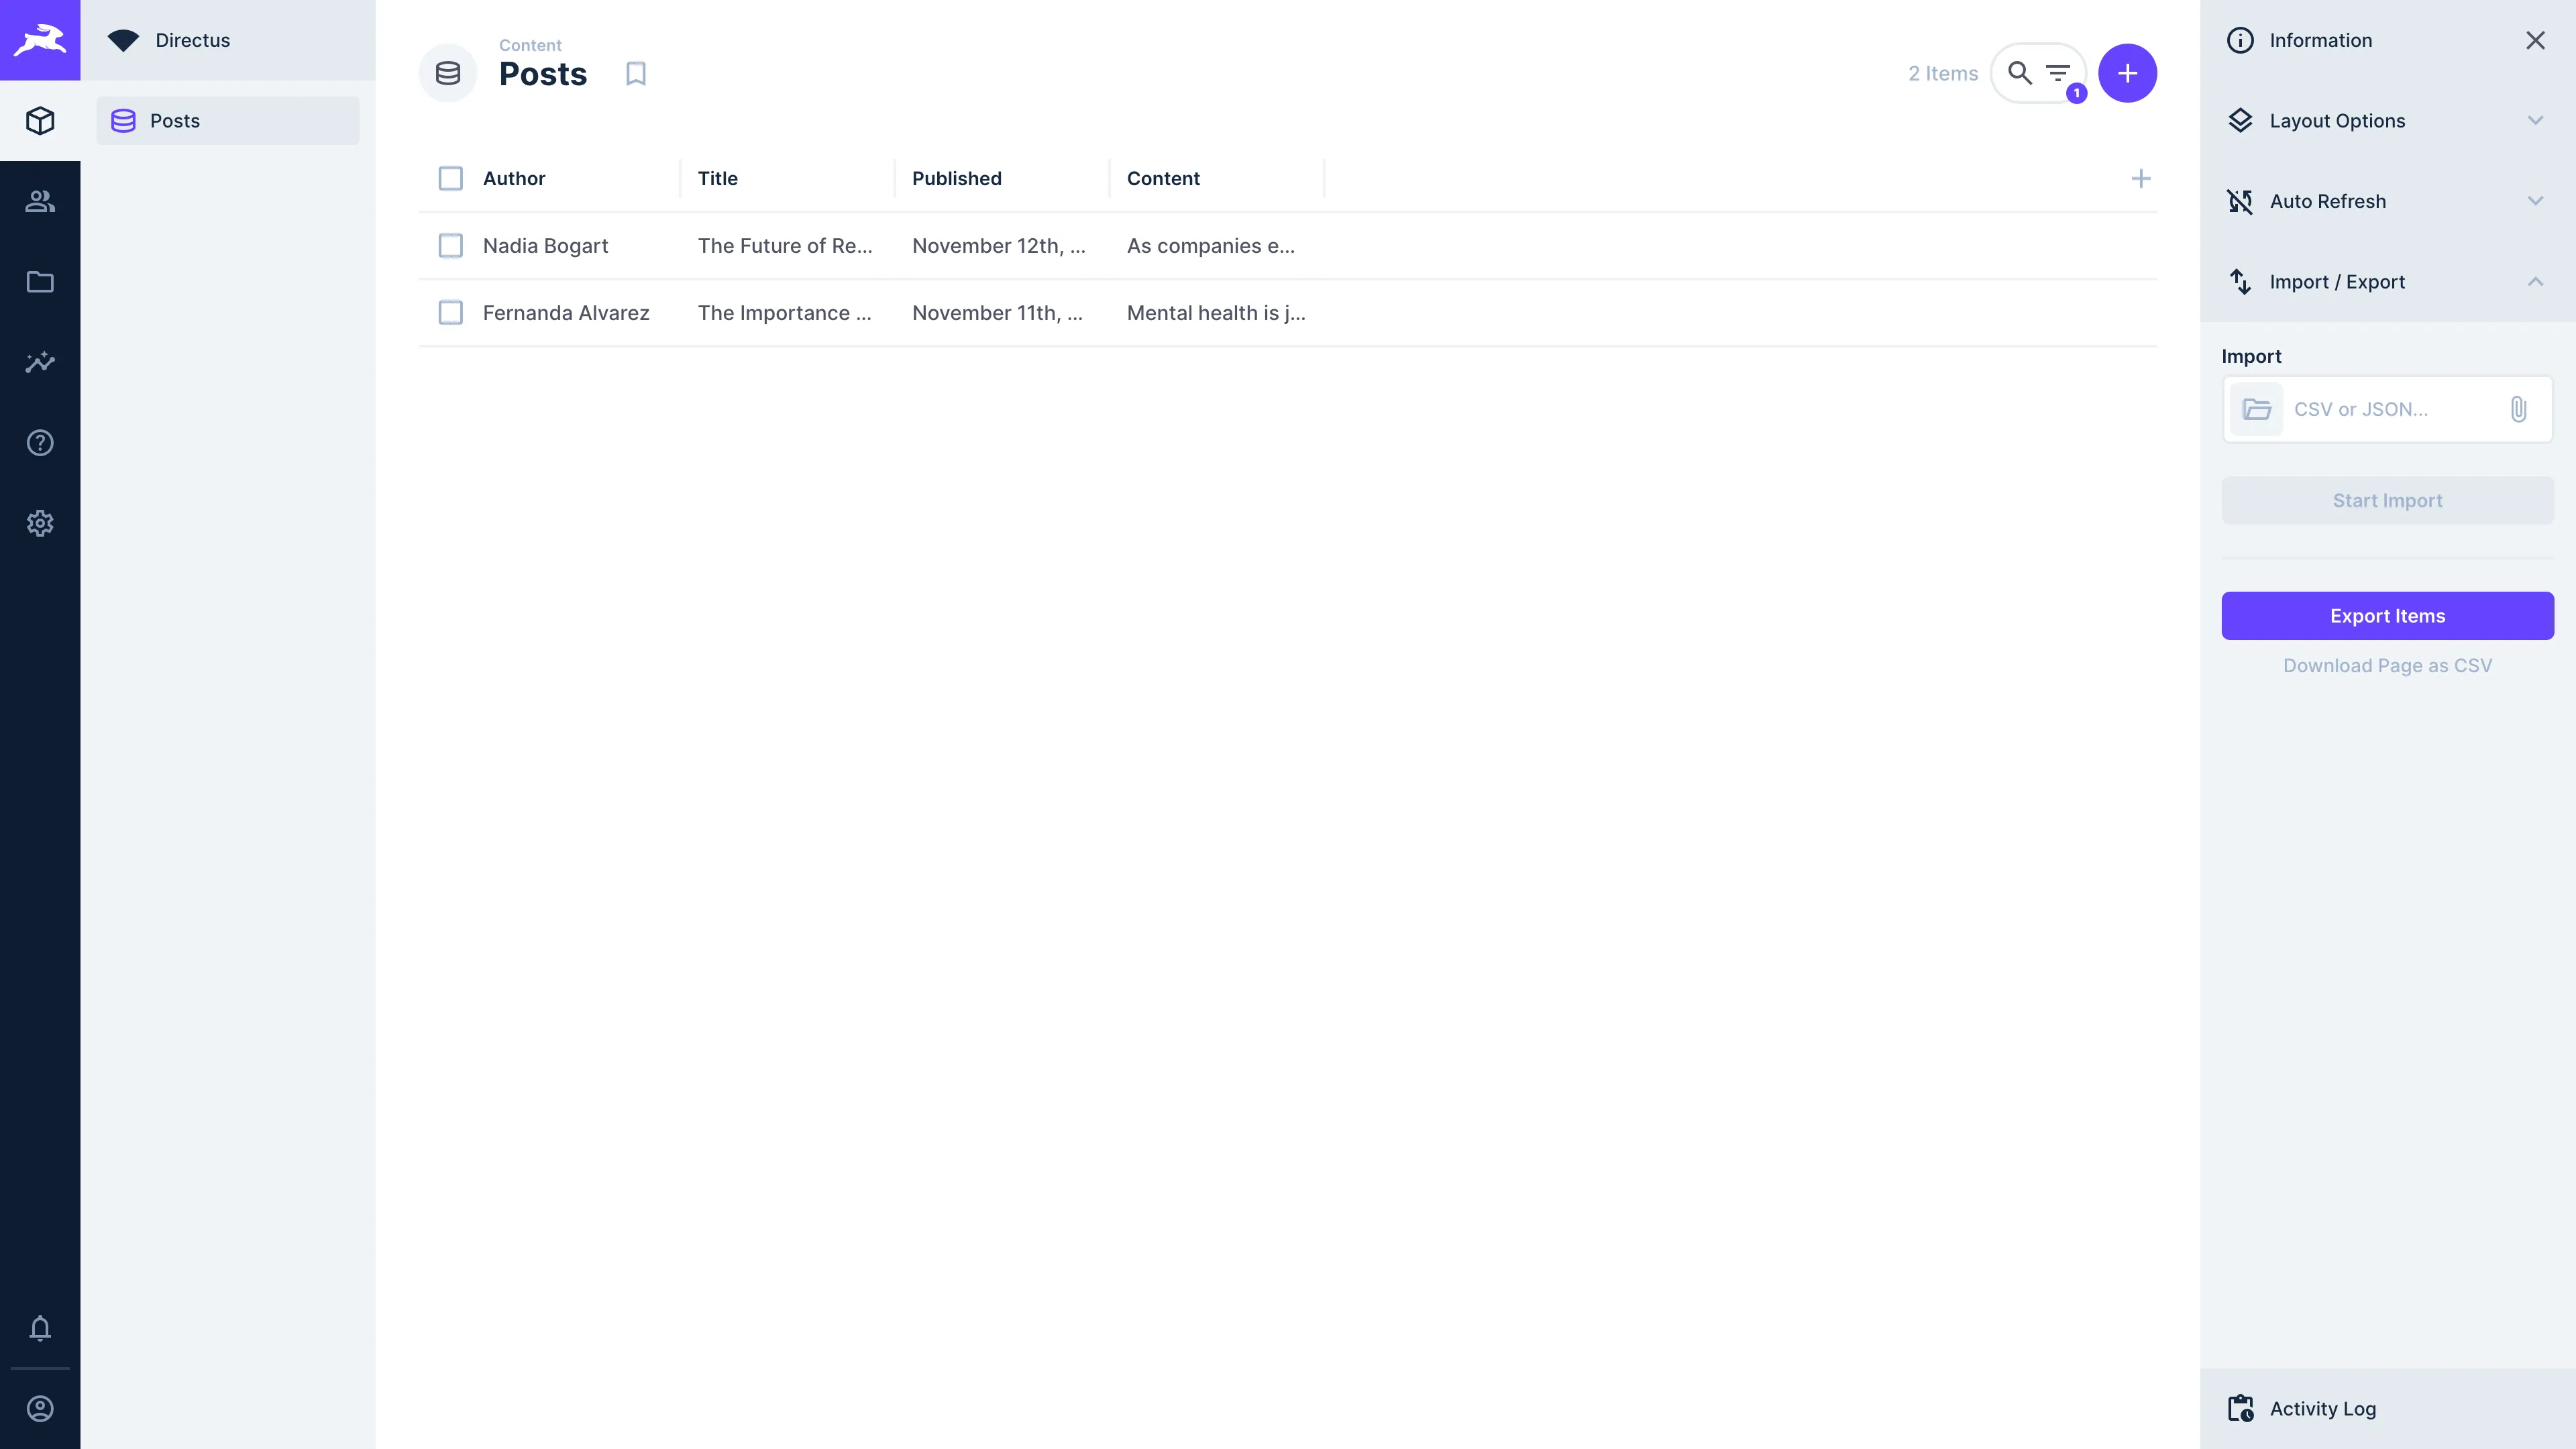 Directus
Posts
Content
Posts
2 Items
1
Author Title Published Content
Nadia Bogart The Future of Re... November 12th, ... As companies e...
Fernanda Alvarez The Importance ... November 11th, ... Mental health is j...
Information
Layout Options
Auto Refresh
Import / Export
Import
CSV or JSON...
Start Import
Export Items
Download Page as CSV
Activity Log